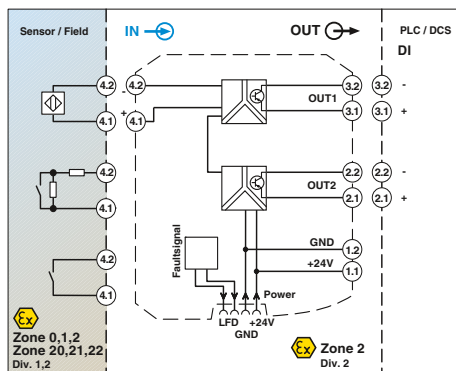 Sensor / Field
IN
OUT
PLC / DCS
DI
4.2
-
4.2
3.2
3.2
-
OUT1
4.1
+
4.1
3.1
3.1
+
4.2
2.2
2.2
-
OUT2
4.1
2.1
2.1
+
Faultsignal
GND
1.2
4.2
+24V
1.1
4.1
Power
LFD
+24V
GND
Ex
Zone 0,1,2
Zone 20,21,22
Div. 1,2
Ex
Zone 2
Div. 2